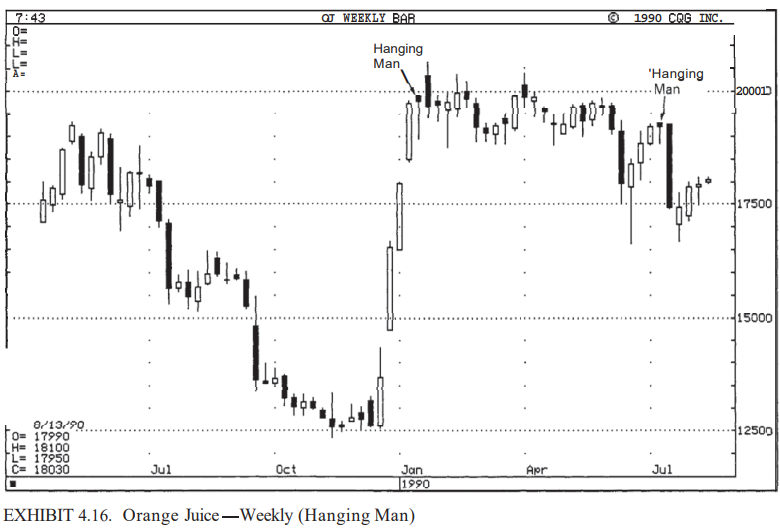 7:43 OJ WEEKLY BAR © 1990 CQG INC.
O=
H=
L=
L=
A=
Hanging
Man
'Hanging
Man
20000
17500
15000
12500
8/13/90
O= 17990
H= 18100
L= 17950
C= 18030
Jul Oct Jan Apr Jul
1990
EXHIBIT 4.16. Orange Juice—Weekly (Hanging Man)